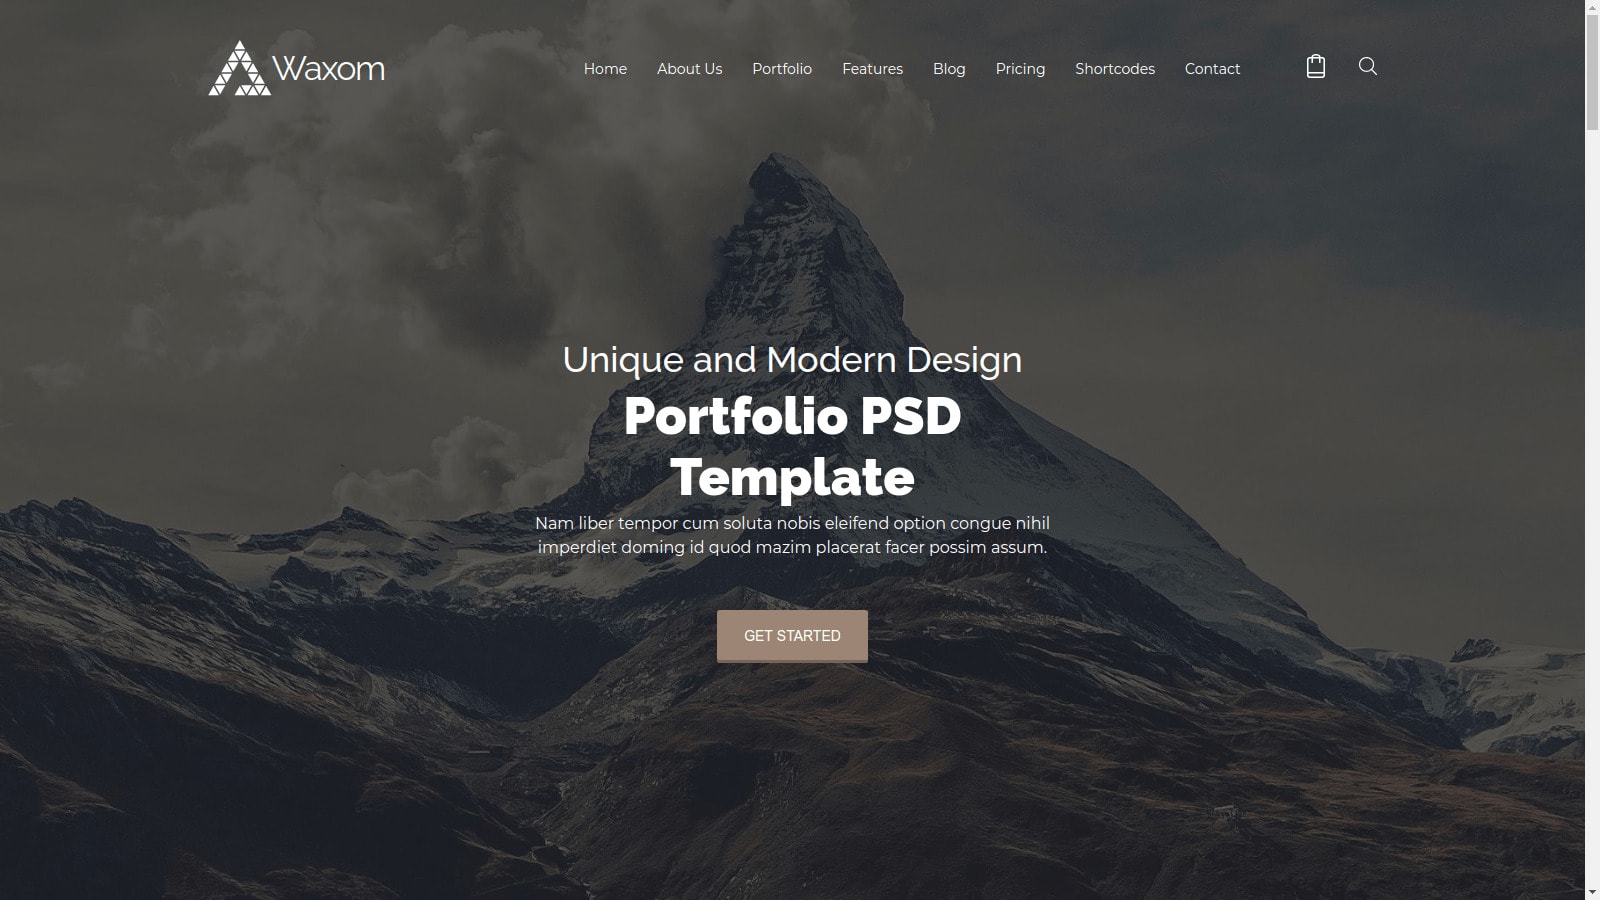 Waxom
Home About Us Portfolio Features Blog Pricing Shortcodes Contact
Unique and Modern Design
Portfolio PSD
Template
Nam liber tempor cum soluta nobis eleifend option congue nihil
imperdiet doming id quod mazim placerat facer possim assum.
GET STARTED